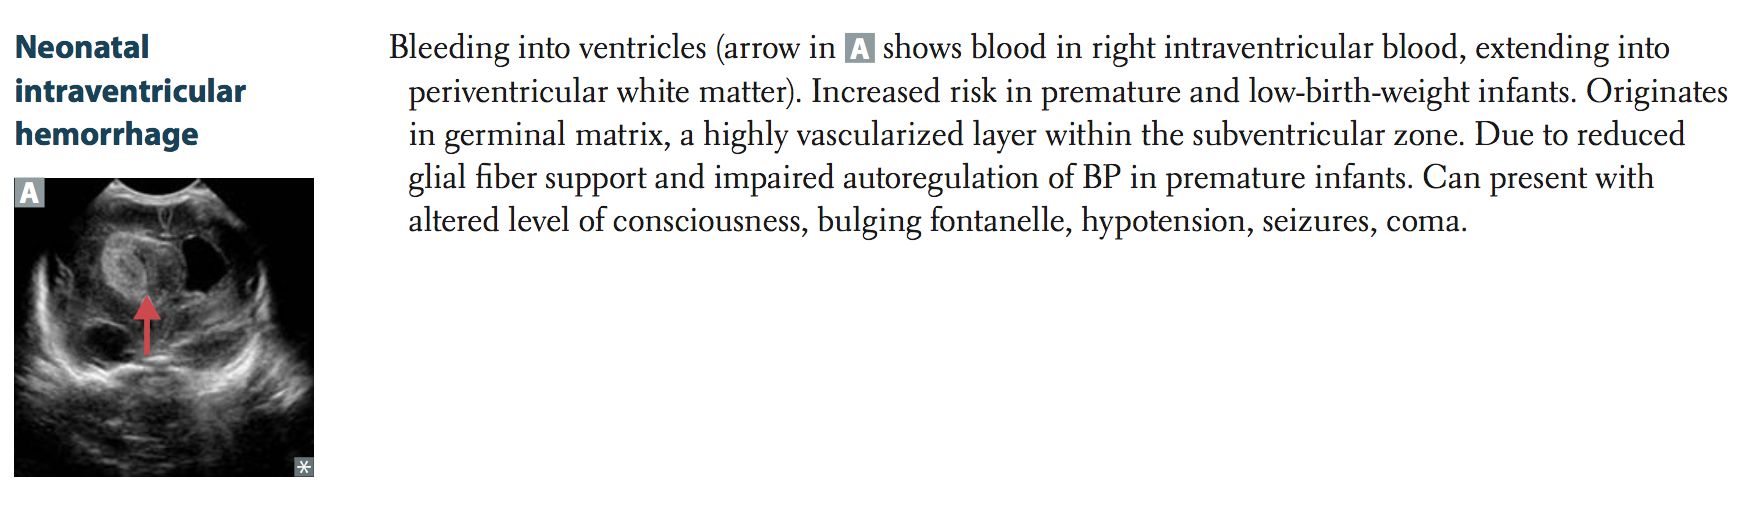 Neonatal
intraventricular
hemorrhage
A
Bleeding into ventricles (arrow in A shows blood in right intraventricular blood, extending into
periventricular white matter). Increased risk in premature and low-birth-weight infants. Originates
in germinal matrix, a highly vascularized layer within the subventricular zone. Due to reduced
glial fiber support and impaired autoregulation of BP in premature infants. Can present with
altered level of consciousness, bulging fontanelle, hypotension, seizures, coma.